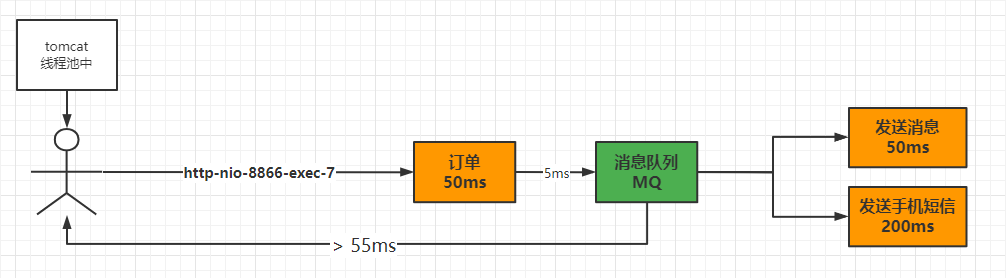 tomcat
线程池中
http-nio-8866-exec-7
订单
50ms
5ms
消息队列
MQ
发送消息
50ms
发送手机短信
200ms
> 55ms